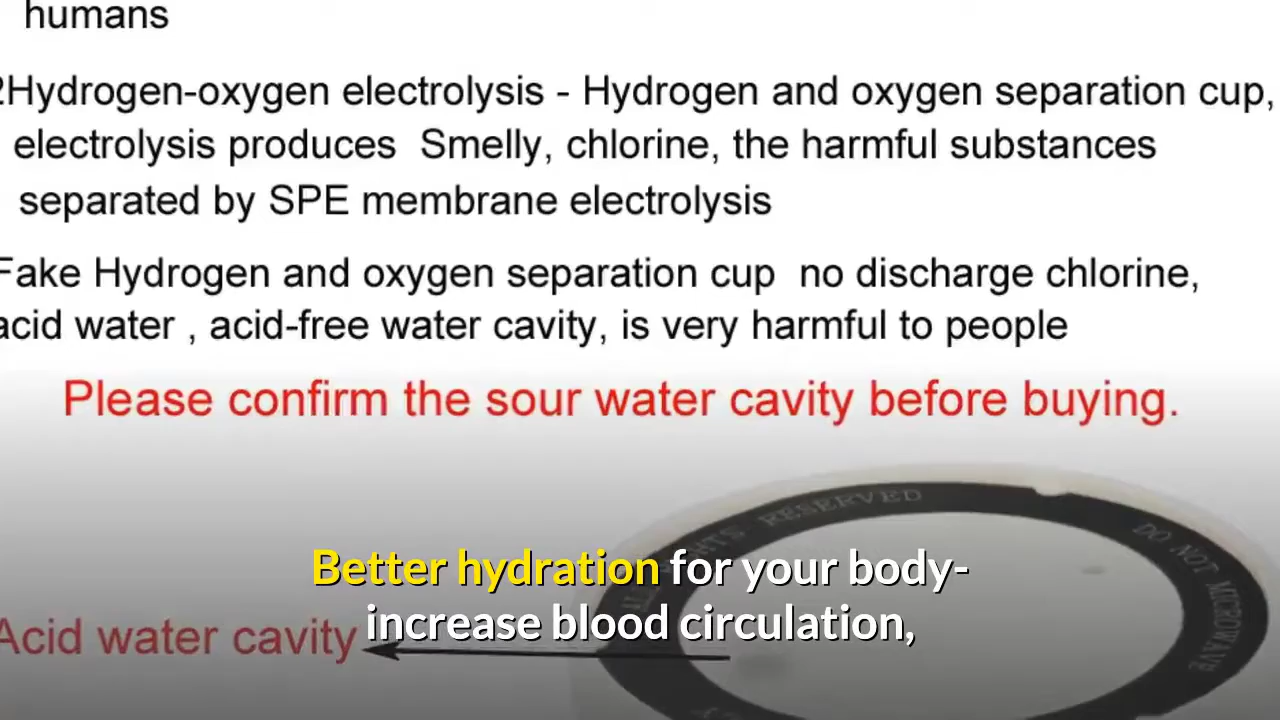 humans
2Hydrogen-oxygen electrolysis - Hydrogen and oxygen separation cup,
electrolysis produces Smelly, chlorine, the harmful substances
separated by SPE membrane electrolysis
Fake Hydrogen and oxygen separation cup no discharge chlorine,
acid water , acid-free water cavity, is very harmful to people
Please confirm the sour water cavity before buying.
RESERVED
DO NOT MICROWAVE
Better hydration for your body-
increase blood circulation,
Acid water cavity